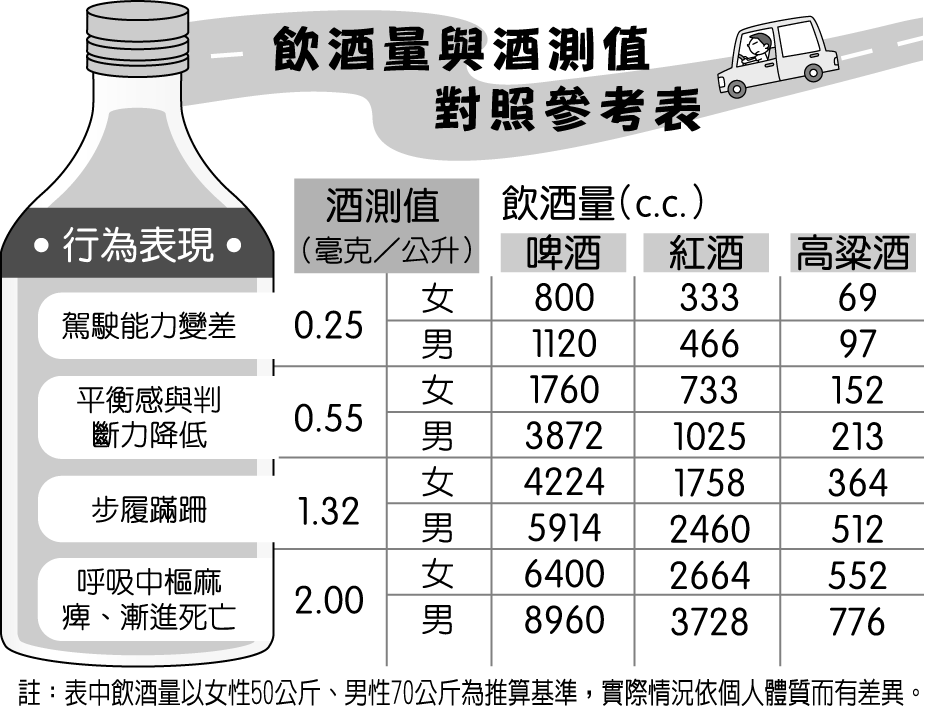 飲酒量與酒測值
對照參考表
酒測值
(毫克／公升)
飲酒量(c.c.)
啤酒 紅酒 高粱酒
•行為表現•
駕駛能力變差
0.25
女 800 333 69
男 1120 466 97
平衡感與判
斷力降低
0.55
女 1760 733 152
男 3872 1025 213
步履蹣跚
1.32
女 4224 1758 364
男 5914 2460 512
呼吸中樞麻
痺、漸進死亡
2.00
女 6400 2664 552
男 8960 3728 776
註：表中飲酒量以女性50公斤、男性70公斤為推算基準，實際情況依個人體質而有差異。